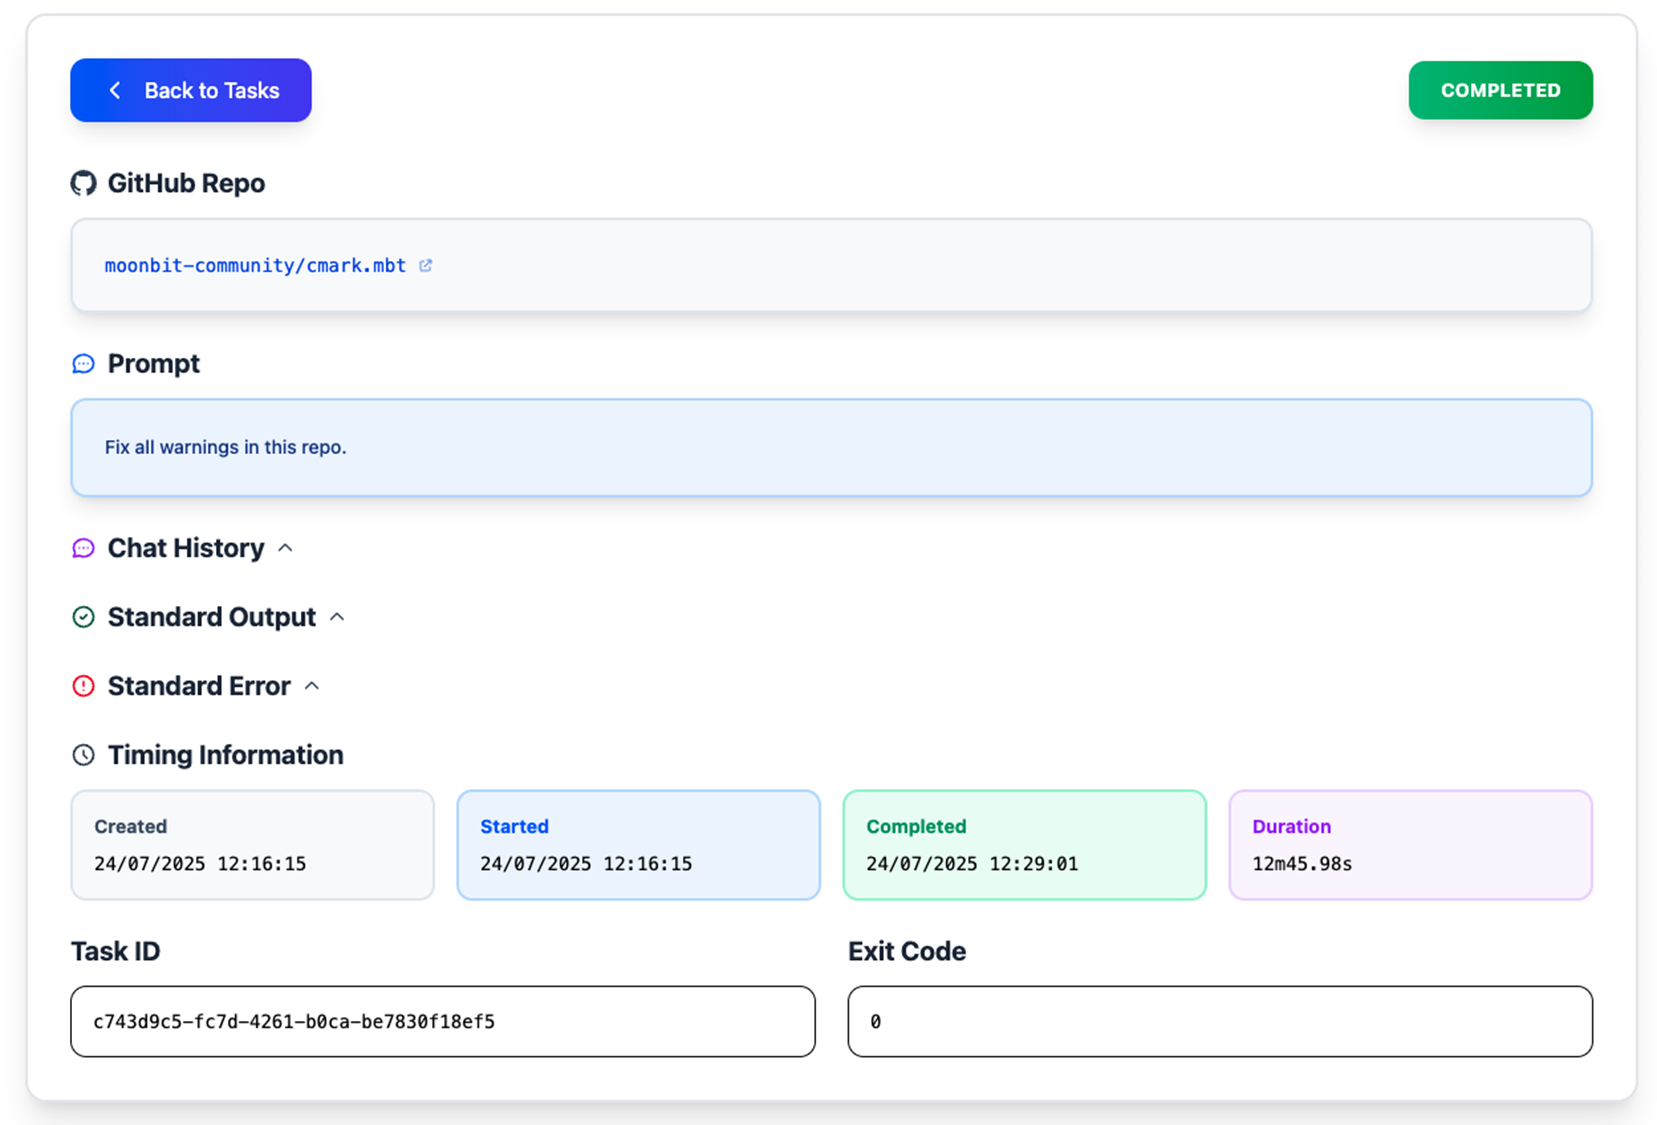 Back to Tasks
COMPLETED
GitHub Repo
moonbit-community/cmark.mbt
Prompt
Fix all warnings in this repo.
Chat History
Standard Output
Standard Error
Timing Information
Created
24/07/2025 12:16:15
Started
24/07/2025 12:16:15
Completed
24/07/2025 12:29:01
Duration
12m45.98s
Task ID
c743d9c5-fc7d-4261-b0ca-be7830f18ef5
Exit Code
0